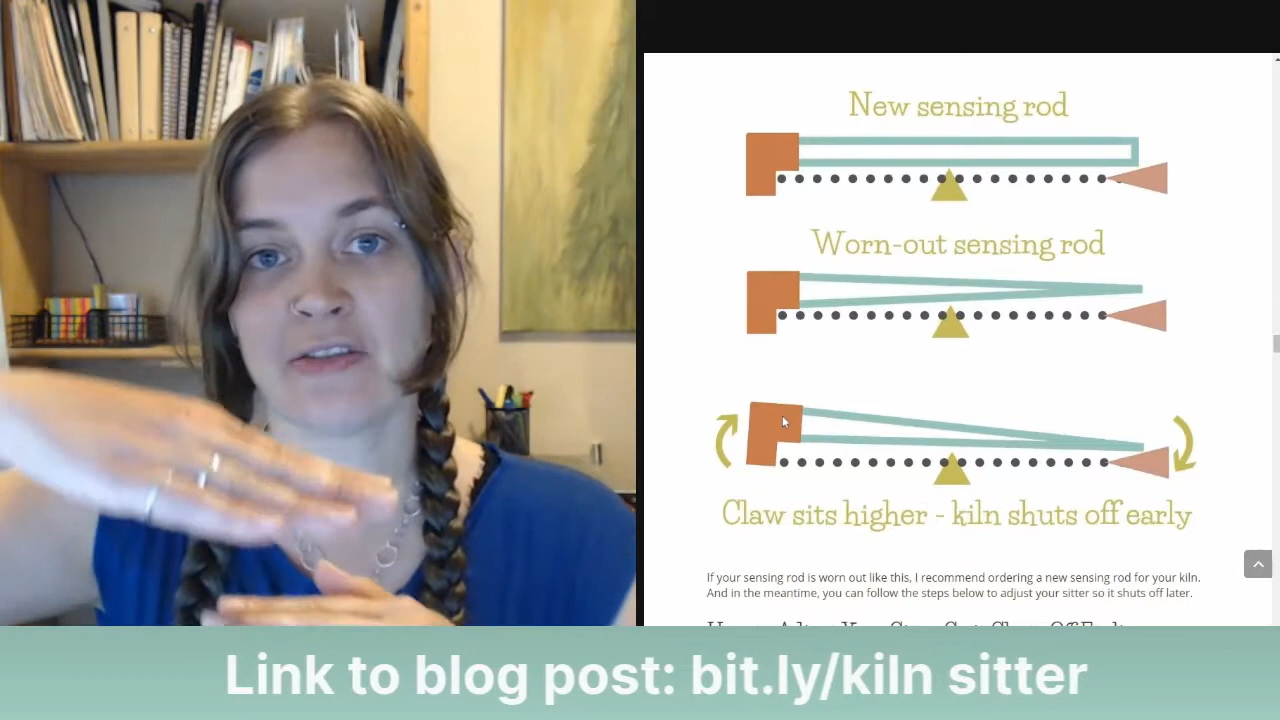 New sensing rod
Worn-out sensing rod
Claw sits higher - kiln shuts off early
If your sensing rod is worn out like this, I recommend ordering a new sensing rod for your kiln.
And in the meantime, you can follow the steps below to adjust your sitter so it shuts off later.
Link to blog post: bit.ly/kiln sitter